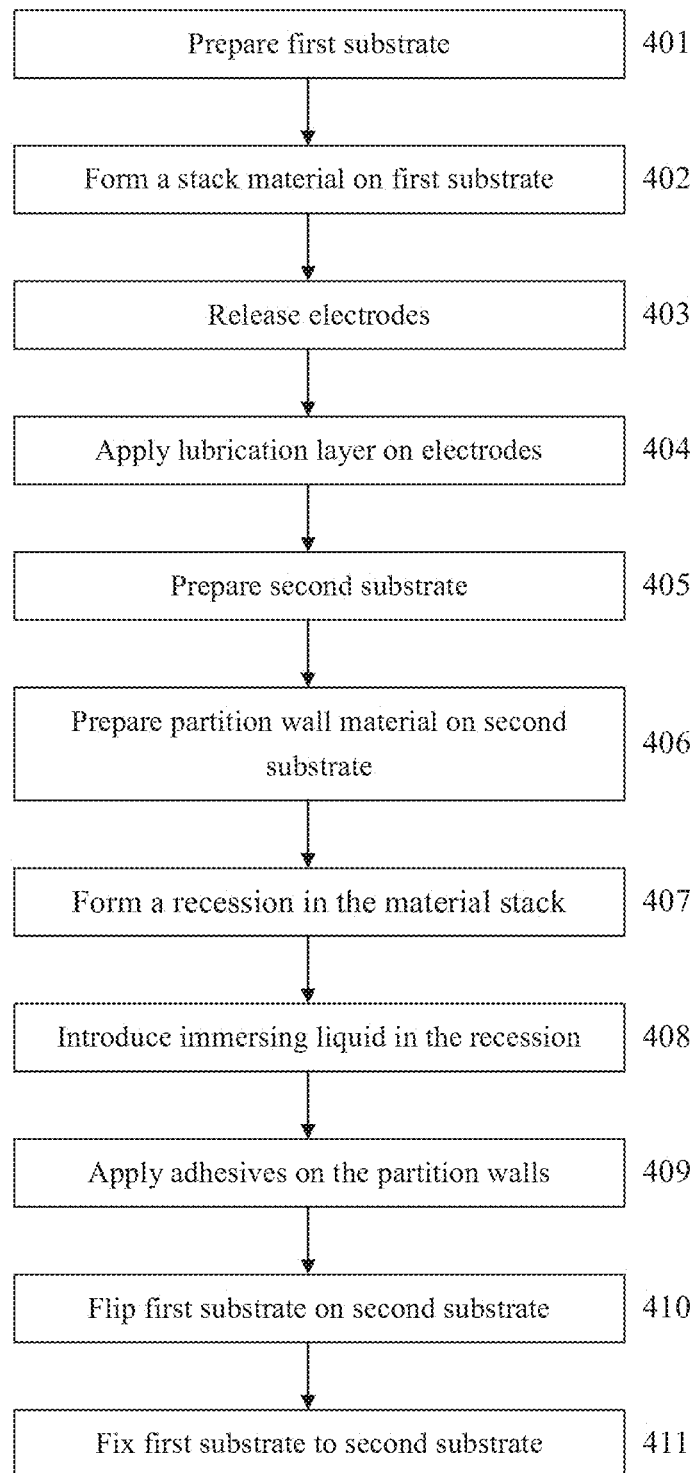 Prepare first substrate 401
Form a stack material on first substrate 402
Release electrodes 403
Apply lubrication layer on electrodes 404
Prepare second substrate 405
Prepare partition wall material on second
substrate
406
Form a recession in the material stack 407
Introduce immersing liquid in the recession 408
Apply adhesives on the partition walls 409
Flip first substrate on second substrate 410
Fix first substrate to second substrate 411